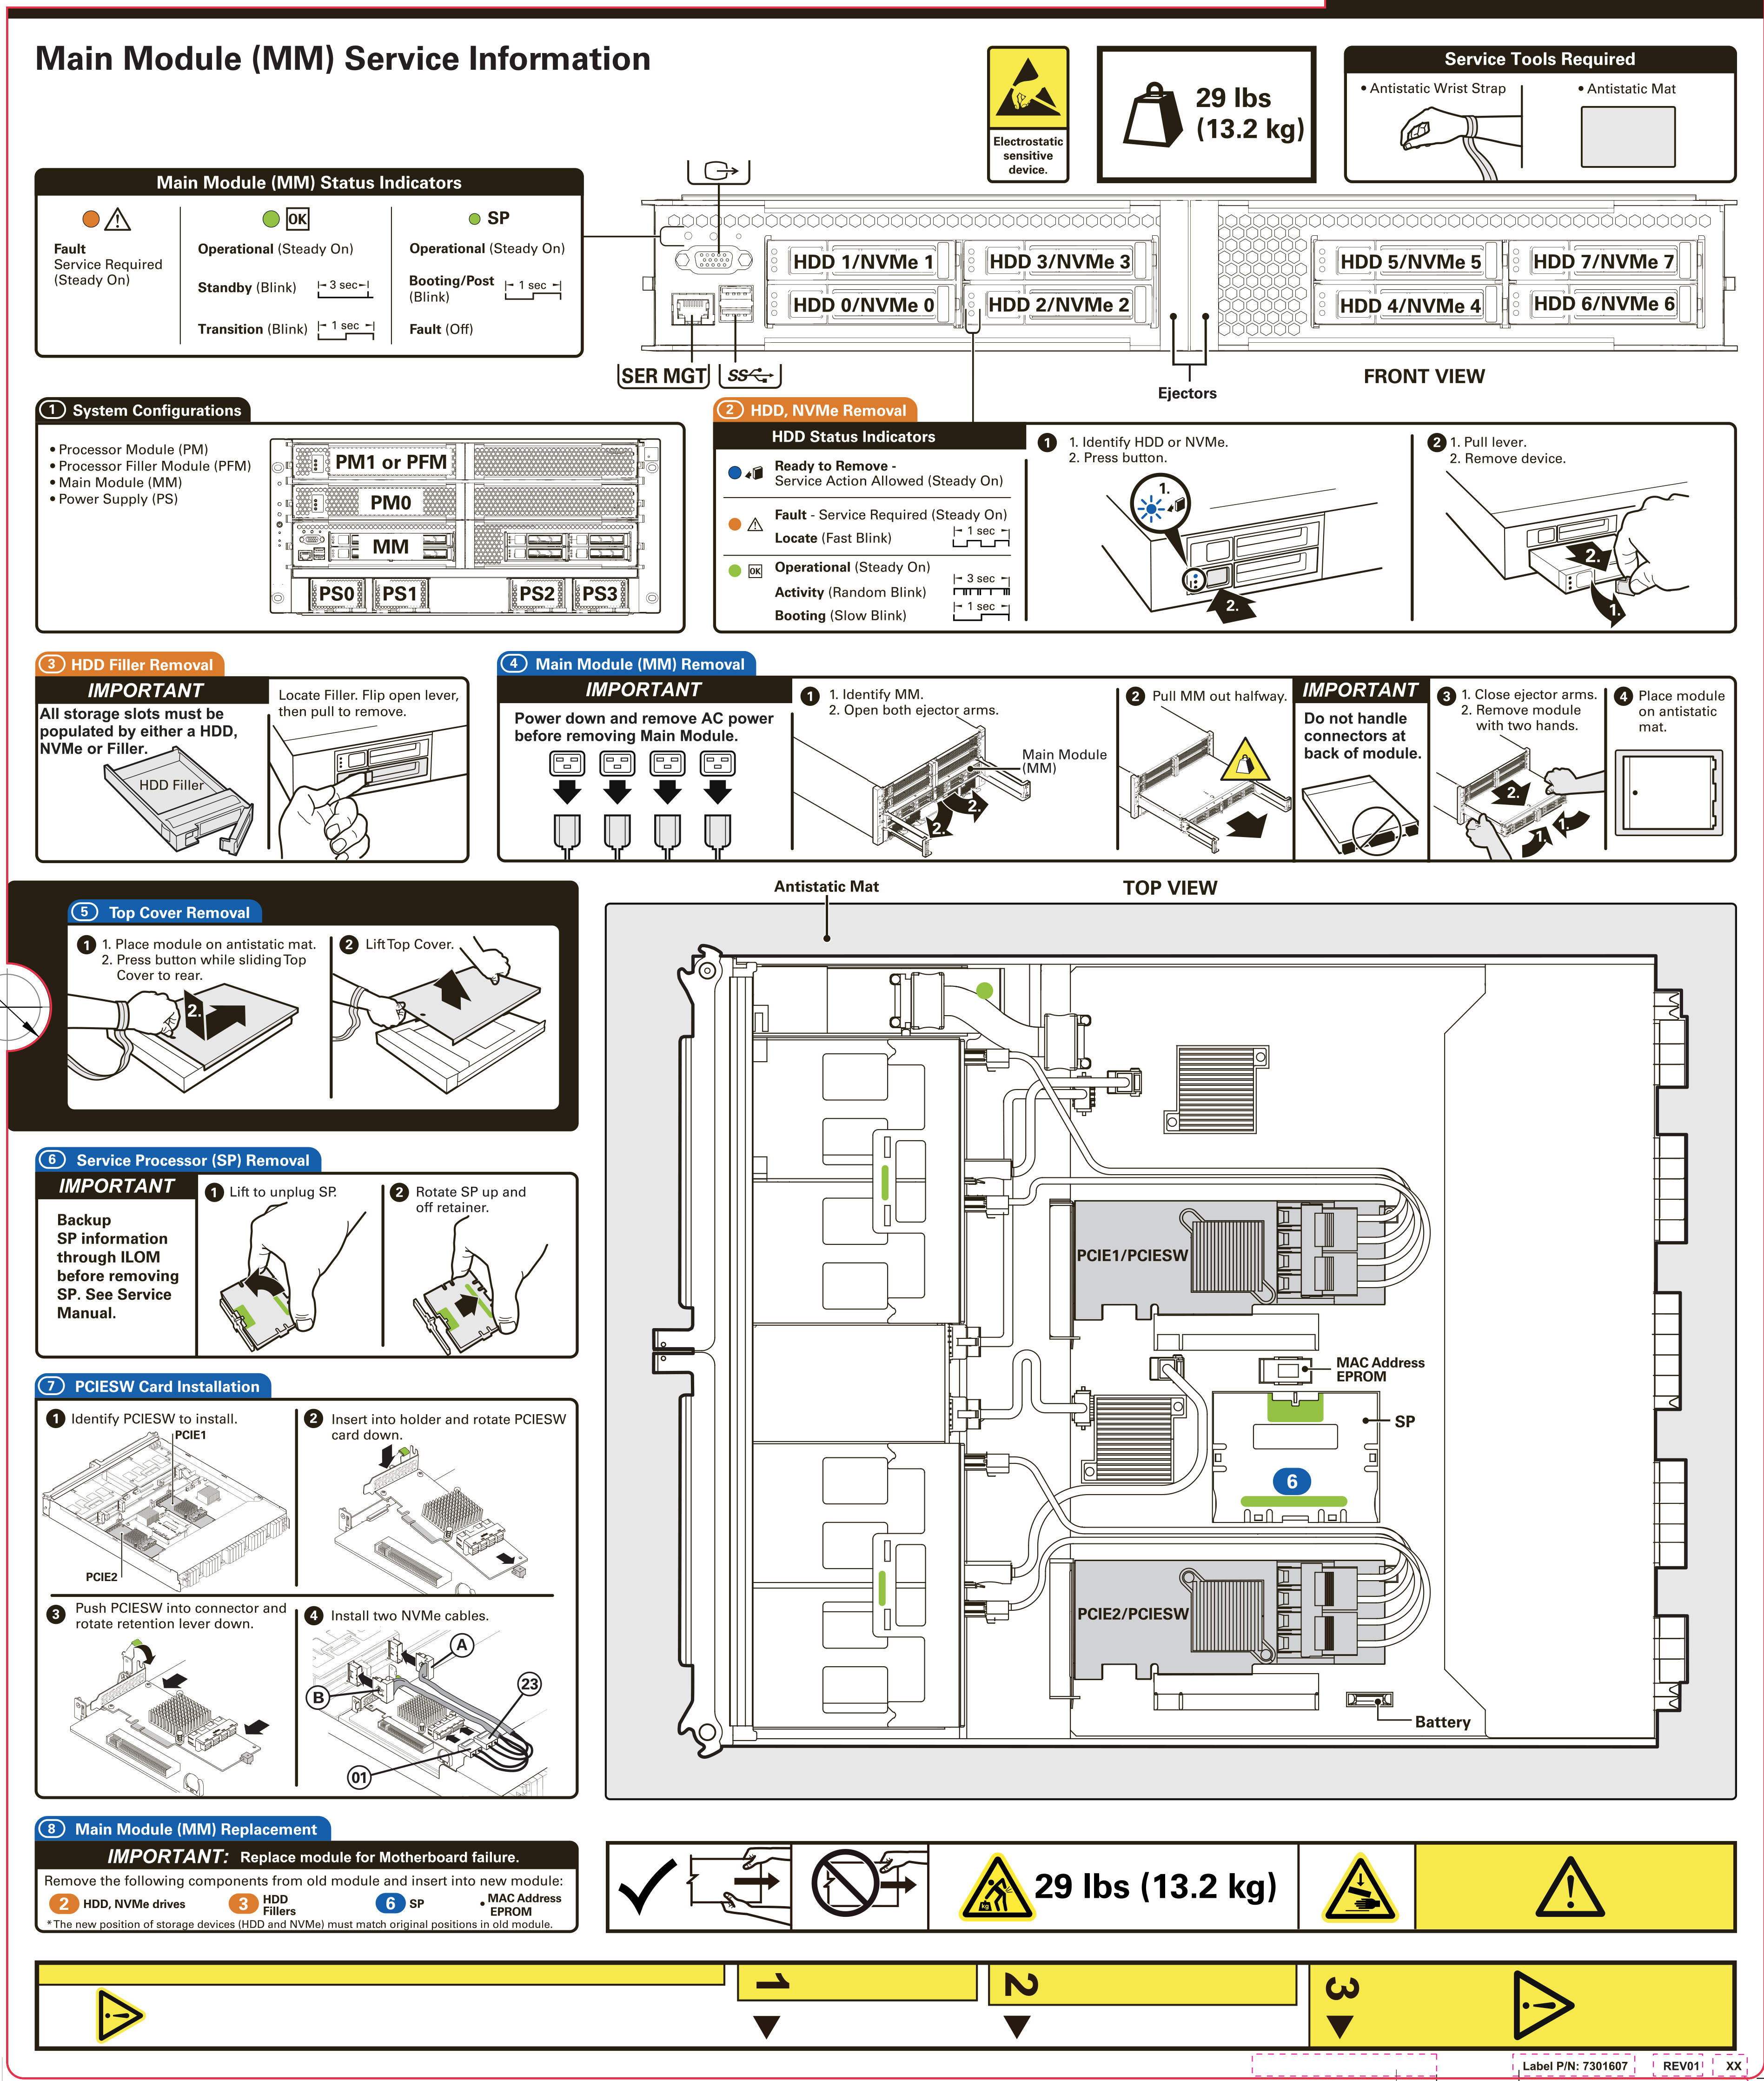 Main Module (MM) Service Information
Electrostatic
sensitive
device.
29 lbs
(13.2 kg)
Service Tools Required
• Antistatic Wrist Strap
• Antistatic Mat
Main Module (MM) Status Indicators
Fault
Service Required
(Steady On)
OK
Operational (Steady On)
Standby (Blink)
3 sec
Transition (Blink)
1 sec
SP
Operational (Steady On)
Booting/Post
(Blink)
1 sec
Fault (Off)
HDD 1/NVMe 1
HDD 3/NVMe 3
HDD 5/NVMe 5
HDD 7/NVMe 7
HDD 0/NVMe 0
HDD 2/NVMe 2
HDD 4/NVMe 4
HDD 6/NVMe 6
SER MGT
SS
Ejectors
FRONT VIEW
1 System Configurations
• Processor Module (PM)
• Processor Filler Module (PFM)
• Main Module (MM)
• Power Supply (PS)
PM1 or PFM
PM0
MM
PS0
PS1
PS2
PS3
2 HDD, NVMe Removal
HDD Status Indicators
Ready to Remove -
Service Action Allowed (Steady On)
Fault - Service Required (Steady On)
Locate (Fast Blink)
1 sec
OK
Operational (Steady On)
Activity (Random Blink)
3 sec
Booting (Slow Blink)
1 sec
1
1. Identify HDD or NVMe.
2. Press button.
1.
2.
2
1. Pull lever.
2. Remove device.
2.
1.
3 HDD Filler Removal
IMPORTANT
All storage slots must be
populated by either a HDD,
NVMe or Filler.
HDD Filler
Locate Filler. Flip open lever,
then pull to remove.
4 Main Module (MM) Removal
IMPORTANT
Power down and remove AC power
before removing Main Module.
1
1. Identify MM.
2. Open both ejector arms.
Main Module
(MM)
2.
2.
2
Pull MM out halfway.
IMPORTANT
Do not handle
connectors at
back of module.
3
1. Close ejector arms.
2. Remove module
with two hands.
2.
1.
1.
4
Place module
on antistatic
mat.
5 Top Cover Removal
1
1. Place module on antistatic mat.
2. Press button while sliding Top
Cover to rear.
2.
2
Lift Top Cover.
Antistatic Mat
TOP VIEW
PCIE1/PCIESW
MAC Address
EPROM
SP
6
PCIE2/PCIESW
Battery
6 Service Processor (SP) Removal
IMPORTANT
Backup
SP information
through ILOM
before removing
SP. See Service
Manual.
1
Lift to unplug SP.
2
Rotate SP up and
off retainer.
7 PCIESW Card Installation
1
Identify PCIESW to install.
PCIE1
PCIE2
2
Insert into holder and rotate PCIESW
card down.
3
Push PCIESW into connector and
rotate retention lever down.
4
Install two NVMe cables.
A
B
23
01
8 Main Module (MM) Replacement
IMPORTANT: Replace module for Motherboard failure.
Remove the following components from old module and insert into new module:
2 HDD, NVMe drives
3 HDD
Fillers
6 SP
• MAC Address
EPROM
* The new position of storage devices (HDD and NVMe) must match original positions in old module.
kg
29 lbs (13.2 kg)
1
2
3
Label P/N: 7301607
REV01
XX